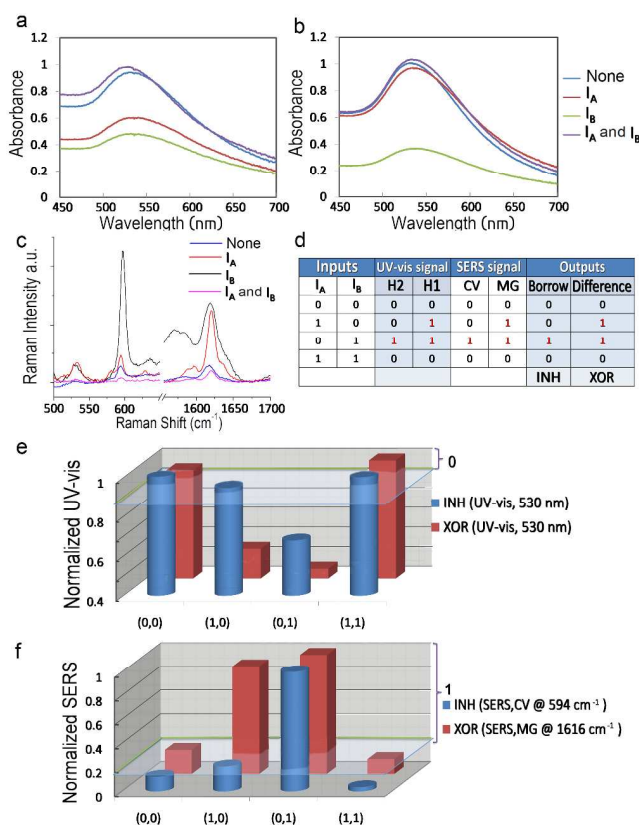 a
b
Absorbance
1.2
1
0.8
0.6
0.4
0.2
0
450 500 550 600 650 700
Wavelength (nm)
Absorbance
1.2
1
0.8
0.6
0.4
0.2
0
450 500 550 600 650 700
Wavelength (nm)
None
IA
IB
IA and IB
c
Raman Intensity a.u.
None
IA
IB
IA and IB
500 600 1600 1650 1700
Raman Shift (cm-1)
d
Inputs UV-vis signal SERS signal Outputs
IA IB H2 H1 CV MG Borrow Difference
0 0 0 0 0 0 0 0
1 0 0 1 0 1 0 1
0 1 1 1 1 1 1 1
1 1 0 0 0 0 0 0
INH XOR
e
Normalized UV-vis
1
0.8
0.6
0.4
0
(0,0) (1,0) (0,1) (1,1)
INH (UV-vis, 530 nm)
XOR (UV-vis, 530 nm)
f
Normalized SERS
1
0.8
0.6
0.4
0.2
0
1
(0,0) (1,0) (0,1) (1,1)
INH (SERS,CV @ 594 cm-1)
XOR (SERS,MG @ 1616 cm-1)